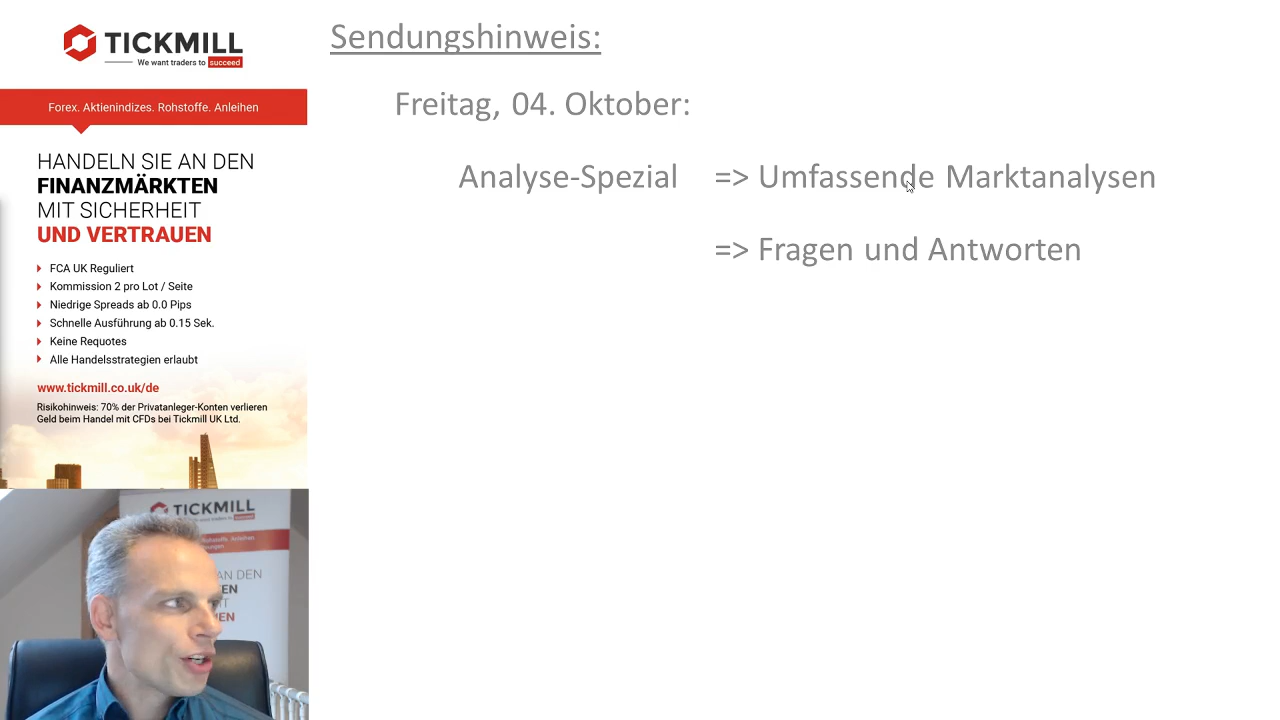 TICKMILL
We want traders to succeed
Forex. Aktienindizes. Rohstoffe. Anleihen
HANDELN SIE AN DEN
FINANZMÄRKTEN
MIT SICHERHEIT
UND VERTRAUEN
FCA UK Reguliert
Kommission 2 pro Lot / Seite
Niedrige Spreads ab 0.0 Pips
Schnelle Ausführung ab 0.15 Sek.
Keine Requotes
Alle Handelsstrategien erlaubt
www.tickmill.co.uk/de
Risikohinweis: 70% der Privatanleger-Konten verlieren
Geld beim Handel mit CFDs bei Tickmill UK Ltd.
Sendungshinweis:
Freitag, 04. Oktober:
Analyse-Spezial => Umfassende Marktanalysen
=> Fragen und Antworten
TICKMILL
AN DEN